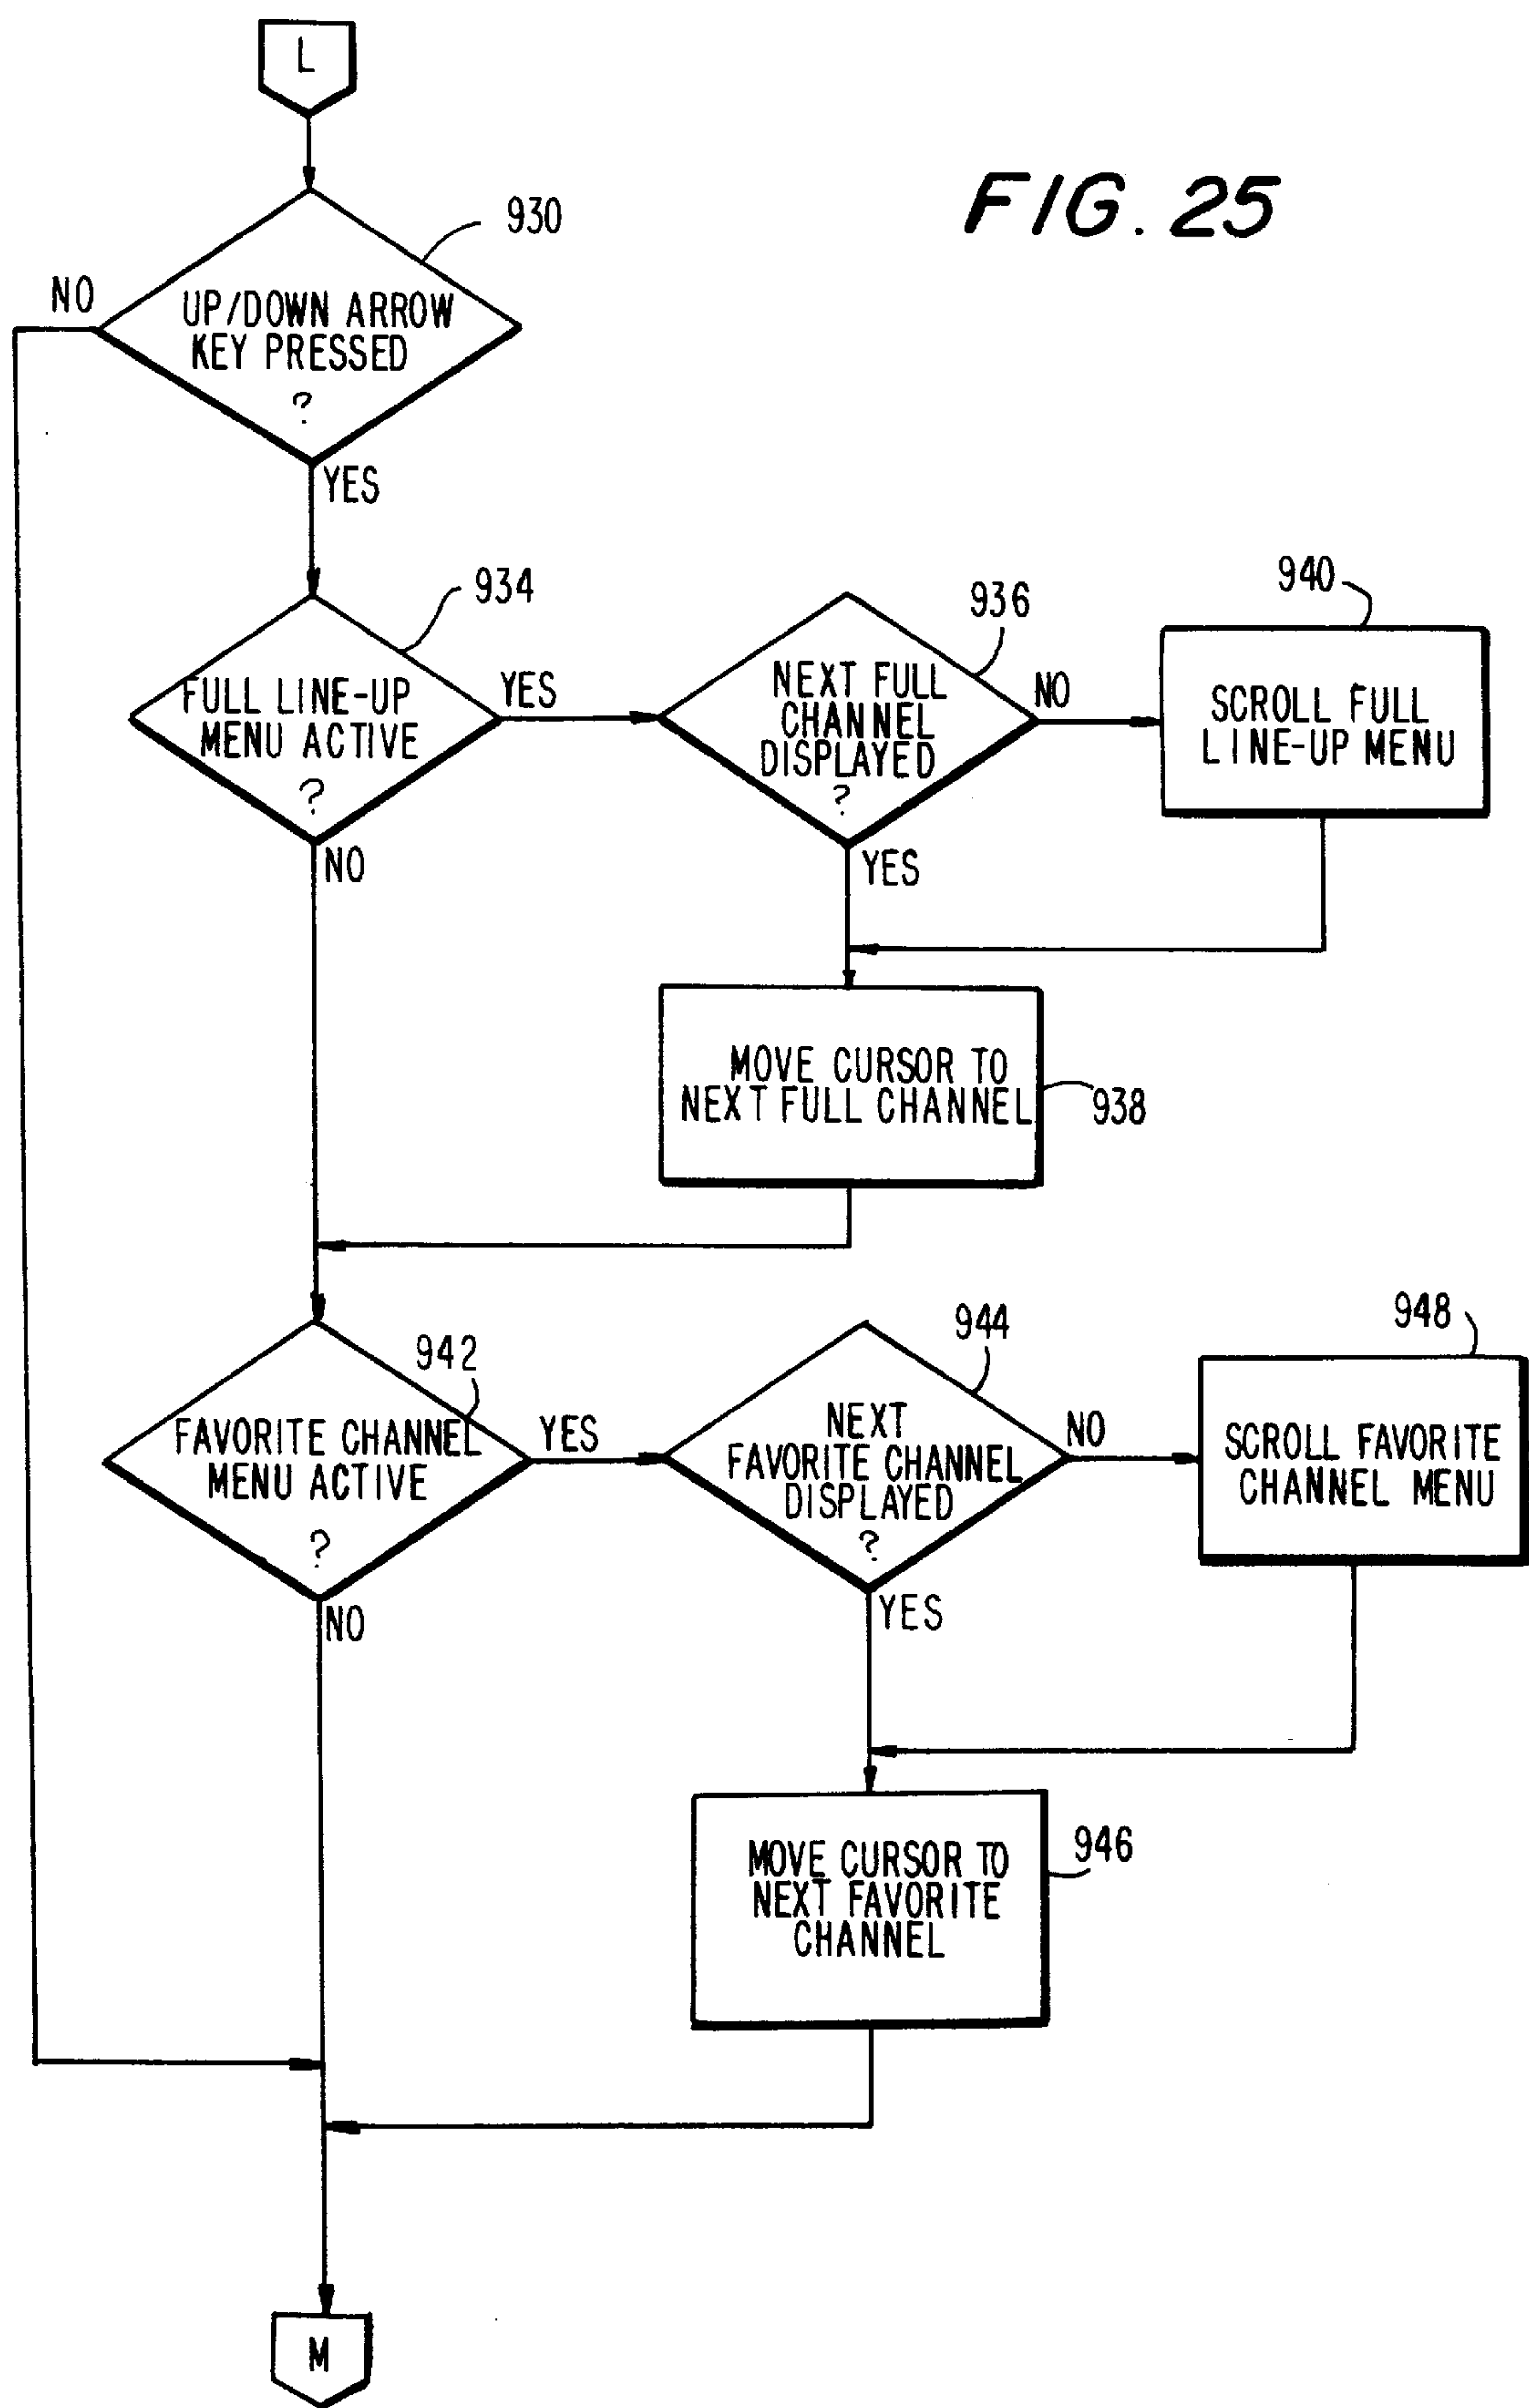 L
FIG. 25
930
NO
UP/DOWN ARROW
KEY PRESSED
?
YES
934
FULL LINE-UP
MENU ACTIVE
?
YES
NO
936
NEXT FULL
CHANNEL
DISPLAYED
?
NO
YES
940
SCROLL FULL
LINE-UP MENU
MOVE CURSOR TO
NEXT FULL CHANNEL
938
942
FAVORITE CHANNEL
MENU ACTIVE
?
YES
NO
944
NEXT
FAVORITE CHANNEL
DISPLAYED
?
NO
YES
948
SCROLL FAVORITE
CHANNEL MENU
MOVE CURSOR TO
NEXT FAVORITE
CHANNEL
946
M